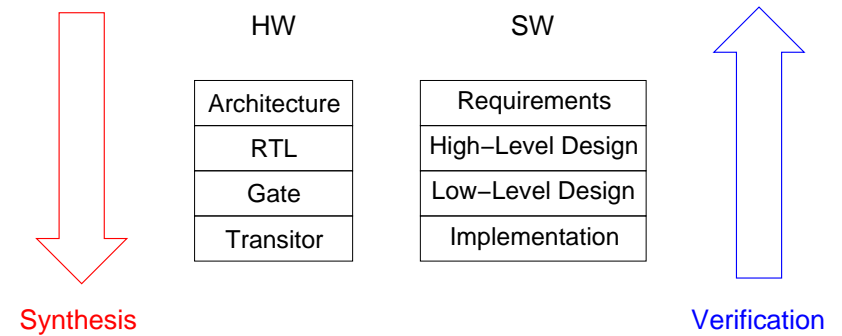 HW
SW
Architecture
Requirements
RTL
High−Level Design
Gate
Low−Level Design
Transitor
Implementation
Synthesis
Verification